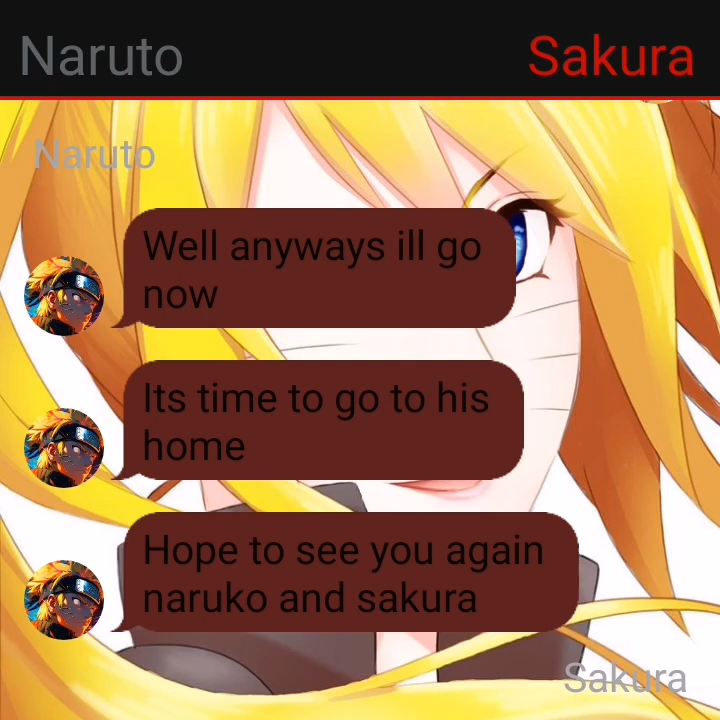 Naruto Sakura
Naruto
Well anyways ill go
now
Its time to go to his
home
Hope to see you again
naruko and sakura
Sakura